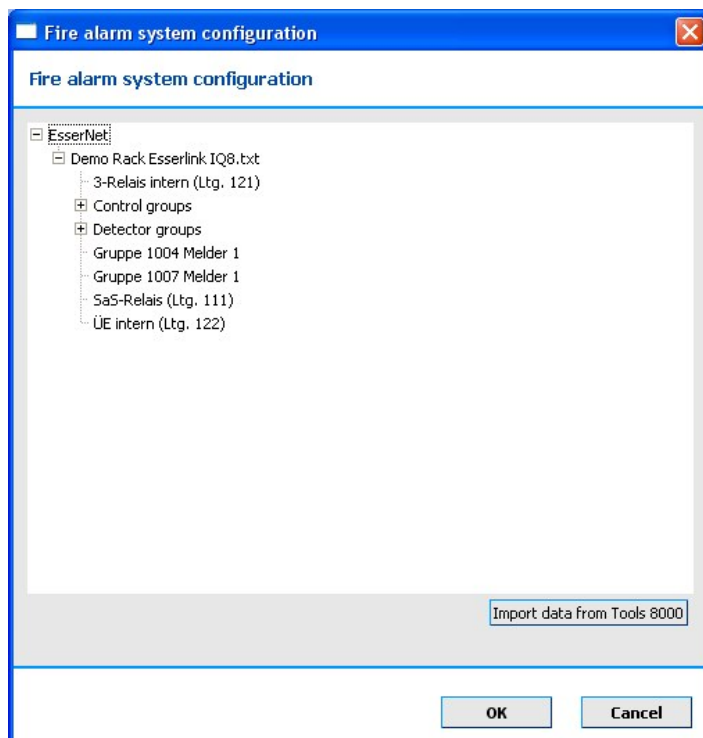 Fire alarm system configuration
Fire alarm system configuration
EsserNet
Demo Rack Esserlink IQ8.txt
3-Relais intern (Ltg. 121)
Control groups
Detector groups
Gruppe 1004 Melder 1
Gruppe 1007 Melder 1
SaS-Relais (Ltg. 111)
ÜE intern (Ltg. 122)
Import data from Tools 8000
OK Cancel